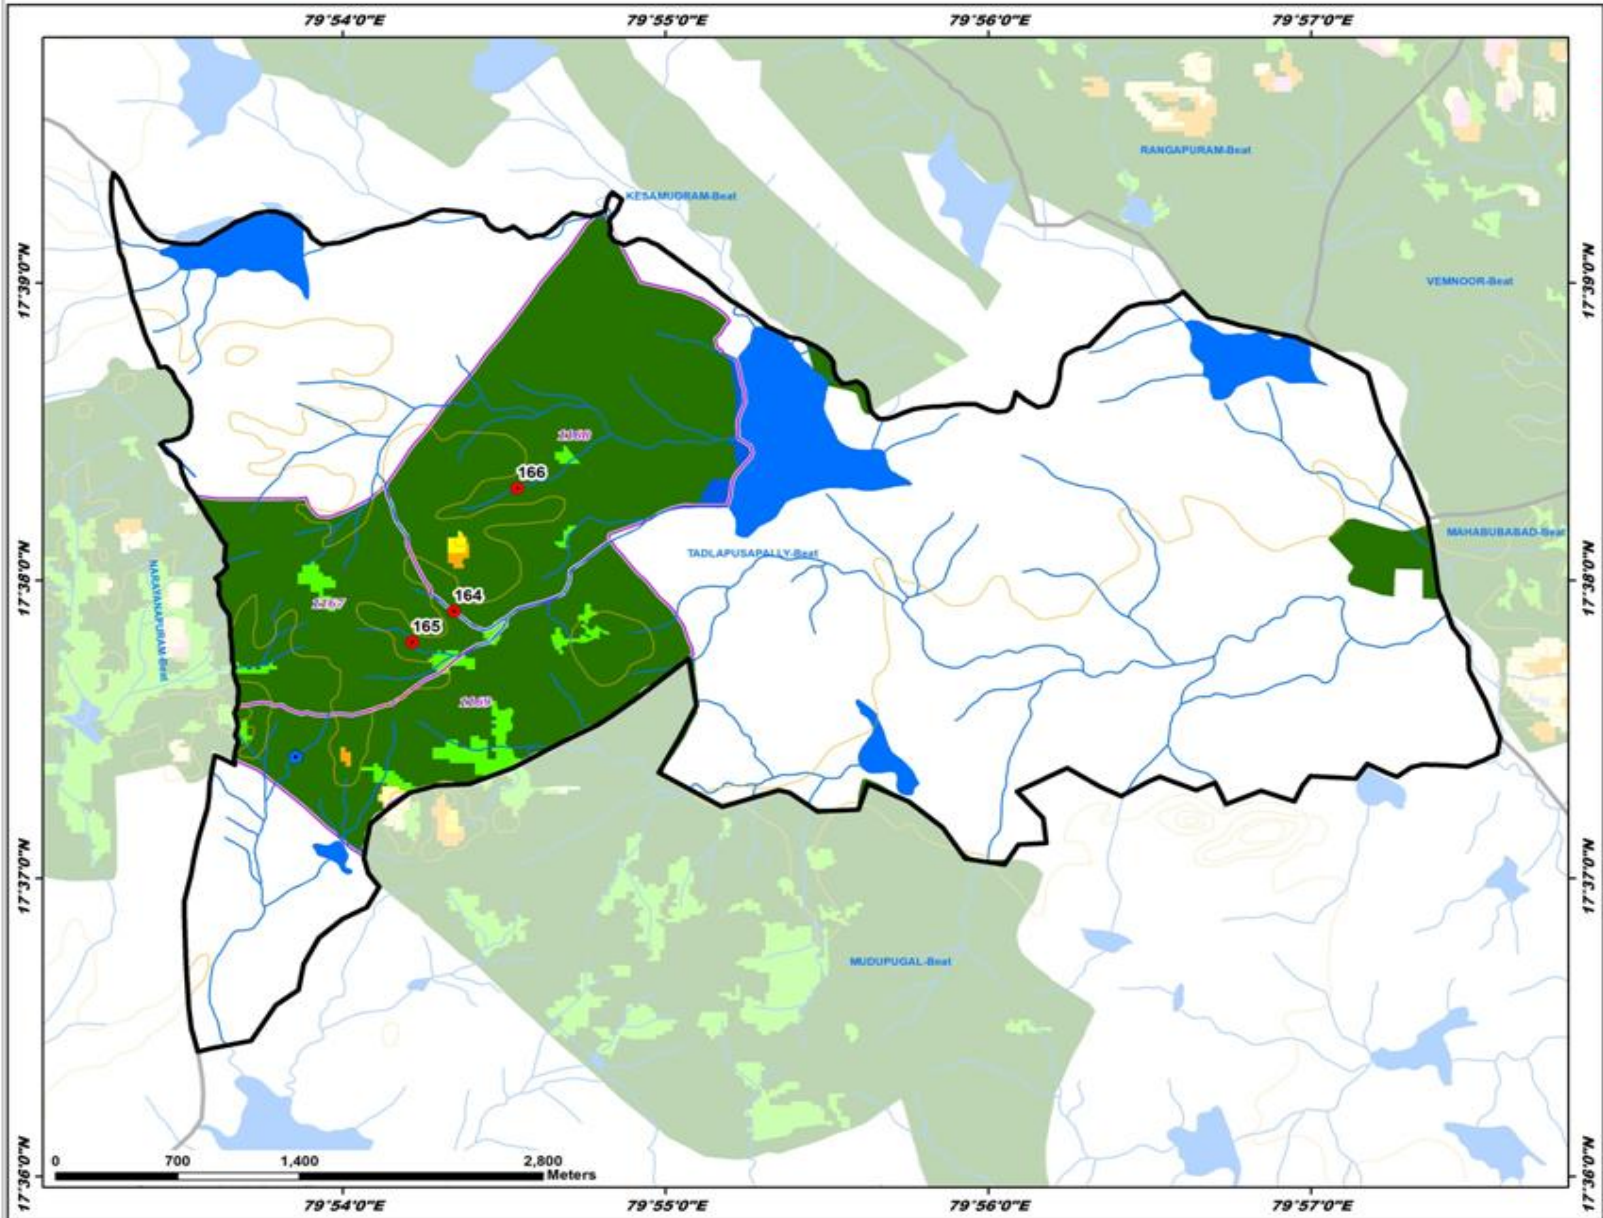 79°54'0"E 79°55'0"E 79°56'0"E 79°57'0"E
RANGAPURAM-Beat
KESAMUDRAM-Beat
17°39'0"N
17°39'0"N
VEMNOOR-Beat
1168
166
MAHABUBABAD-Beat
TADLAPUSAPALLY-Beat
17°38'0"N
17°38'0"N
NARAYANAPURAM-Beat
164
1167
165
1169
17°37'0"N
17°37'0"N
MUDUPUGAL-Beat
17°36'0"N
17°36'0"N
0 700 1,400 2,800
Meters
79°54'0"E 79°55'0"E 79°56'0"E 79°57'0"E